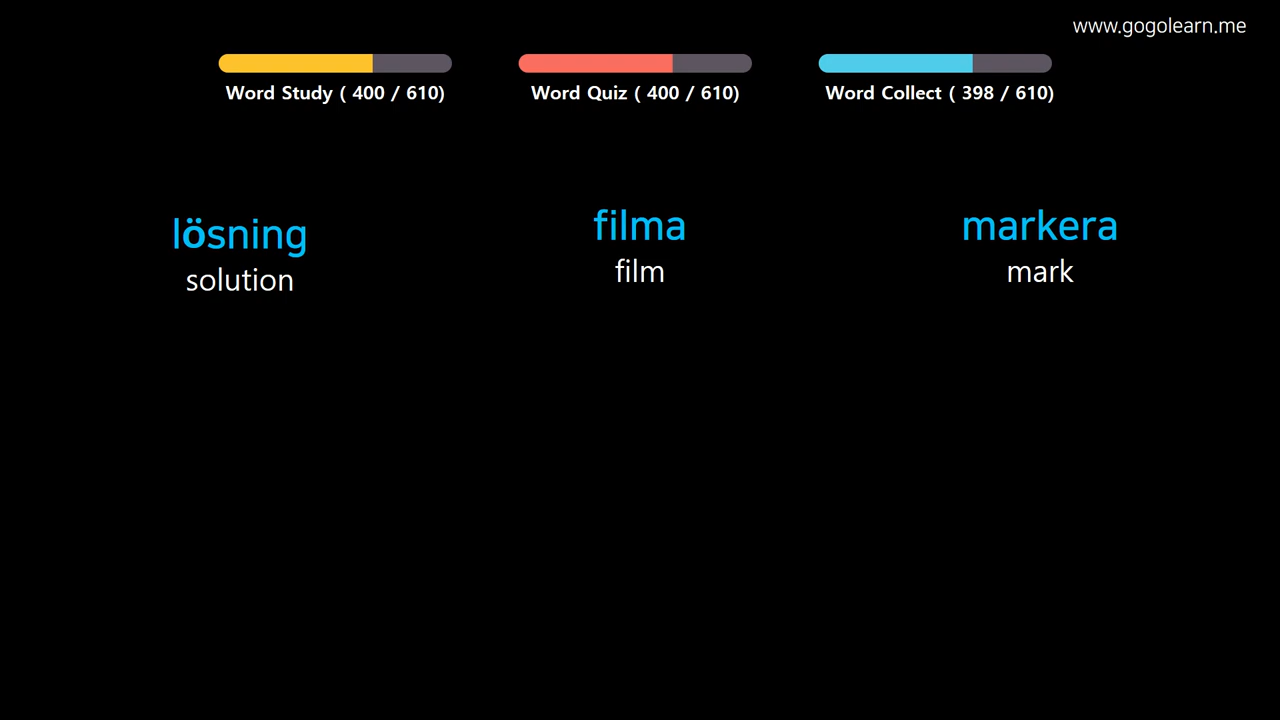 www.gogolearn.me
Word Study ( 400 / 610)
Word Quiz ( 400 / 610)
Word Collect ( 398 / 610)
lösning
solution
filma
film
markera
mark